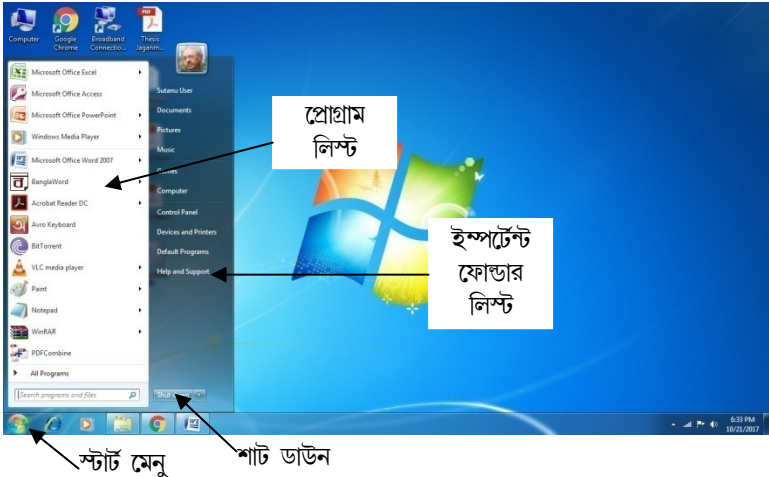 Computer
Google Chrome
Broadband Connectio...
Thesis Jaganm...
Microsoft Office Excel
Microsoft Office Access
Microsoft Office PowerPoint
Windows Media Player
Microsoft Office Word 2007
BanglaWord
Acrobat Reader DC
Avro Keyboard
BitTorrent
VLC media player
Paint
Notepad
WinRAR
PDFCombine
All Programs
Search programs and files
Sutanu User
Documents
Pictures
Music
Games
Computer
Control Panel
Devices and Printers
Default Programs
Help and Support
Shut down
প্রোগ্রাম
লিস্ট
ইম্পর্টেন্ট
ফোল্ডার
লিস্ট
6:33 PM
10/21/2017
স্টার্ট মেনু
শাট ডাউন